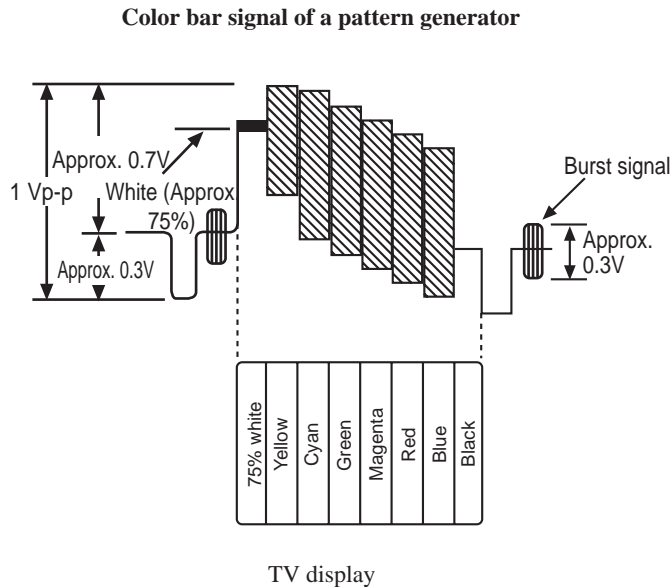 Color bar signal of a pattern generator
Approx. 0.7V
1 Vp-p
White (Approx.
75%)
Approx. 0.3V
Burst signal
Approx.
0.3V
75% white
Yellow
Cyan
Green
Magenta
Red
Blue
Black
TV display